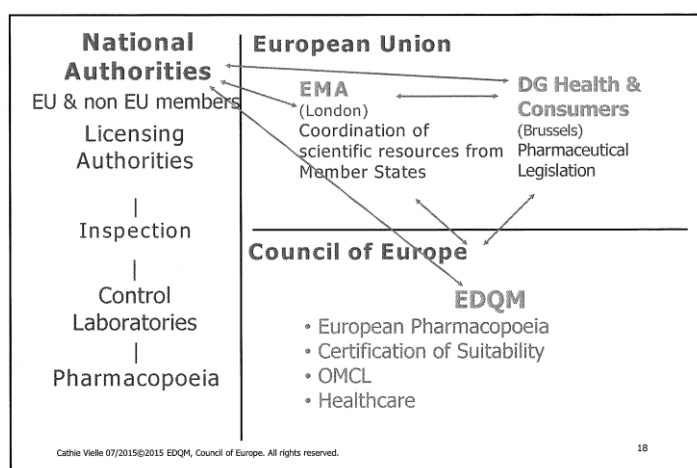 National
Authorities
EU & non EU members
Licensing
Authorities
Inspection
Control
Laboratories
Pharmacopoeia
European Union
EMA
(London)
Coordination of
scientific resources from
Member States
DG Health &
Consumers
(Brussels)
Pharmaceutical
Legislation
Council of Europe
EDQM
• European Pharmacopoeia
• Certification of Suitability
• OMCL
• Healthcare
Cathie Vielle 07/2015©2015 EDQM, Council of Europe. All rights reserved.
18